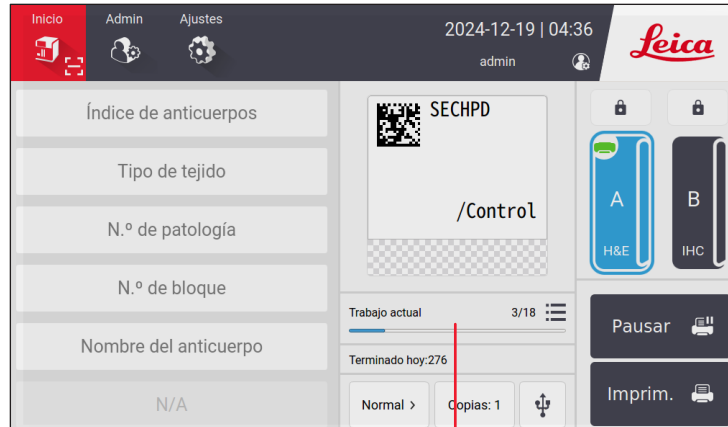 Inicio
Admin
Ajustes
2024-12-19 | 04:36
admin
Leica
Índice de anticuerpos
Tipo de tejido
N.º de patología
N.º de bloque
Nombre del anticuerpo
N/A
SECHPD
/Control
Trabajo actual 3/18
Terminado hoy:276
Normal >
Copias: 1
A
H&E
B
IHC
Pausar
Imprim.